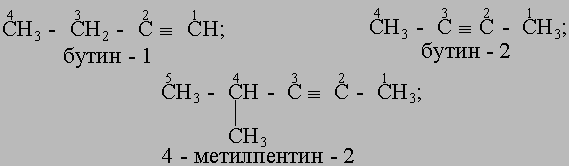 4 3 2 1 4 3 2 1
CH₃ - CH₂ - C ≡ CH; CH₃ - C ≡ C - CH₃;
бутин - 1 бутин - 2
5 4 3 2 1
CH₃ - CH - C ≡ C - CH₃;
CH₃
4 - метилпентин - 2